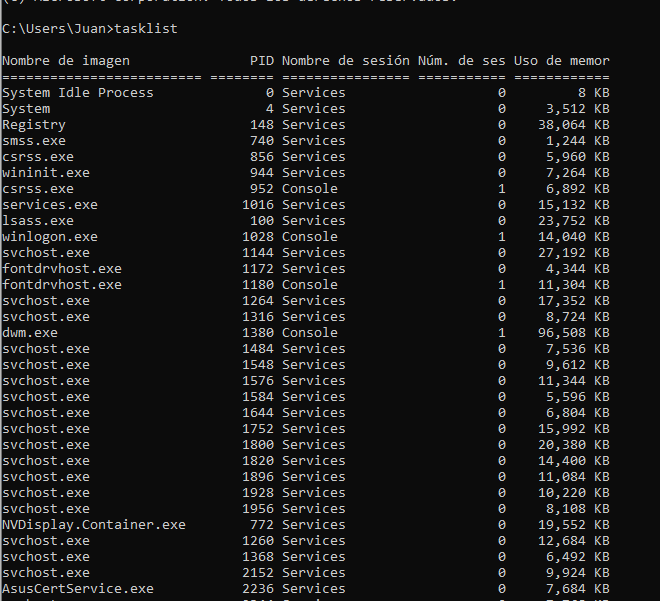 C:\Users\Juan>tasklist
Nombre de imagen PID Nombre de sesión Núm. de ses Uso de memor
========================= ======== ================ =========== ============
System Idle Process 0 Services 0 8 KB
System 4 Services 0 3,512 KB
Registry 148 Services 0 38,064 KB
smss.exe 740 Services 0 1,244 KB
csrss.exe 856 Services 0 5,960 KB
wininit.exe 944 Services 0 7,264 KB
csrss.exe 952 Console 1 6,892 KB
services.exe 1016 Services 0 15,132 KB
lsass.exe 100 Services 0 23,752 KB
winlogon.exe 1028 Console 1 14,040 KB
svchost.exe 1144 Services 0 27,192 KB
fontdrvhost.exe 1172 Services 0 4,344 KB
fontdrvhost.exe 1180 Console 1 11,304 KB
svchost.exe 1264 Services 0 17,352 KB
svchost.exe 1316 Services 0 8,724 KB
dwm.exe 1380 Console 1 96,508 KB
svchost.exe 1484 Services 0 7,536 KB
svchost.exe 1548 Services 0 9,612 KB
svchost.exe 1576 Services 0 11,344 KB
svchost.exe 1584 Services 0 5,596 KB
svchost.exe 1644 Services 0 6,804 KB
svchost.exe 1752 Services 0 15,992 KB
svchost.exe 1800 Services 0 20,380 KB
svchost.exe 1820 Services 0 14,400 KB
svchost.exe 1896 Services 0 11,084 KB
svchost.exe 1928 Services 0 10,220 KB
svchost.exe 1956 Services 0 8,108 KB
NVDisplay.Container.exe 772 Services 0 19,552 KB
svchost.exe 1260 Services 0 12,684 KB
svchost.exe 1368 Services 0 6,492 KB
svchost.exe 2152 Services 0 9,924 KB
AsusCertService.exe 2236 Services 0 7,684 KB